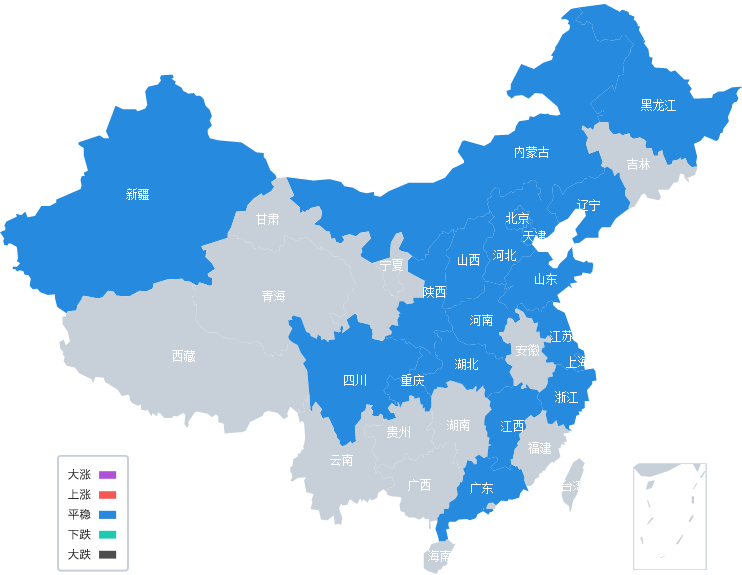 黑龙江
内蒙古
吉林
新疆
辽宁
北京
甘肃
天津
河北
山西
宁夏
山东
陕西
青海
河南
江苏
安徽
西藏
上海
湖北
四川
重庆
浙江
江西
湖南
贵州
福建
云南
广西
广东
台湾
海南
大涨
上涨
平稳
下跌
大跌